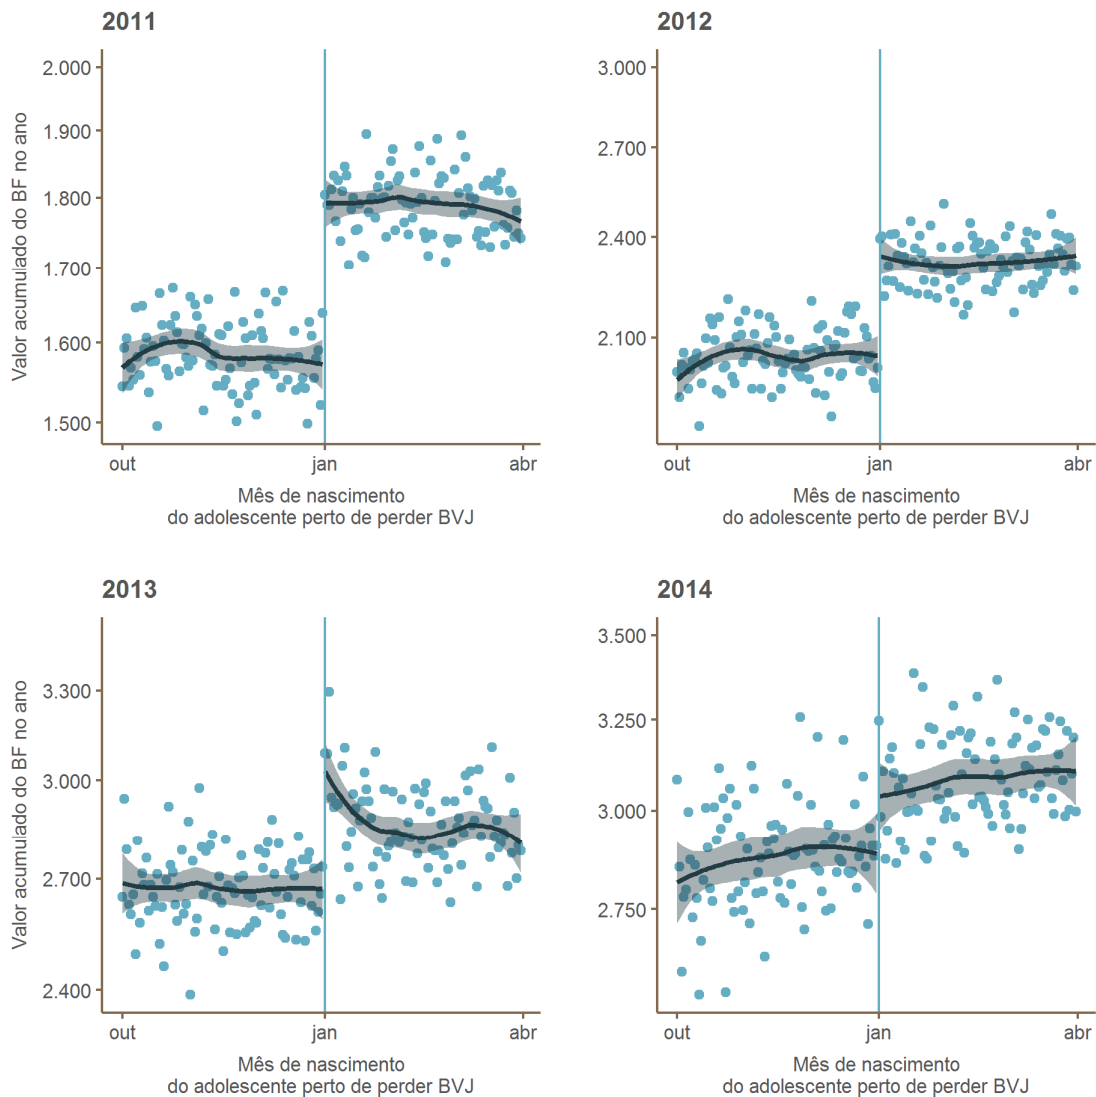 2011
Valor acumulado do BF no ano
2.000
1.900
1.800
1.700
1.600
1.500
out
jan
abr
Mês de nascimento
do adolescente perto de perder BVJ
2012
3.000
2.700
2.400
2.100
out
jan
abr
Mês de nascimento
do adolescente perto de perder BVJ
2013
Valor acumulado do BF no ano
3.300
3.000
2.700
2.400
out
jan
abr
Mês de nascimento
do adolescente perto de perder BVJ
2014
3.500
3.250
3.000
2.750
out
jan
abr
Mês de nascimento
do adolescente perto de perder BVJ